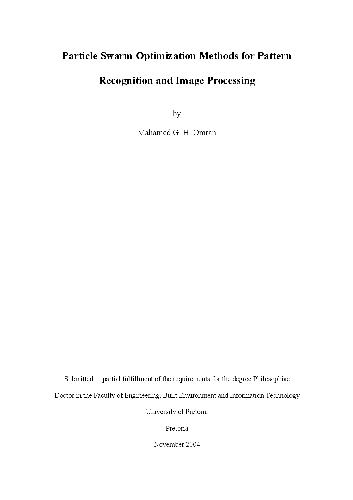 Particle Swarm Optimization Methods for Pattern
Recognition and Image Processing
by
Mahamed G. H. Omran
Submitted in partial fulfillment of the requirements for the degree Philosophiae
Doctor in the Faculty of Engineering, Built Environment and Information Technology
University of Pretoria
Pretoria
November 2004